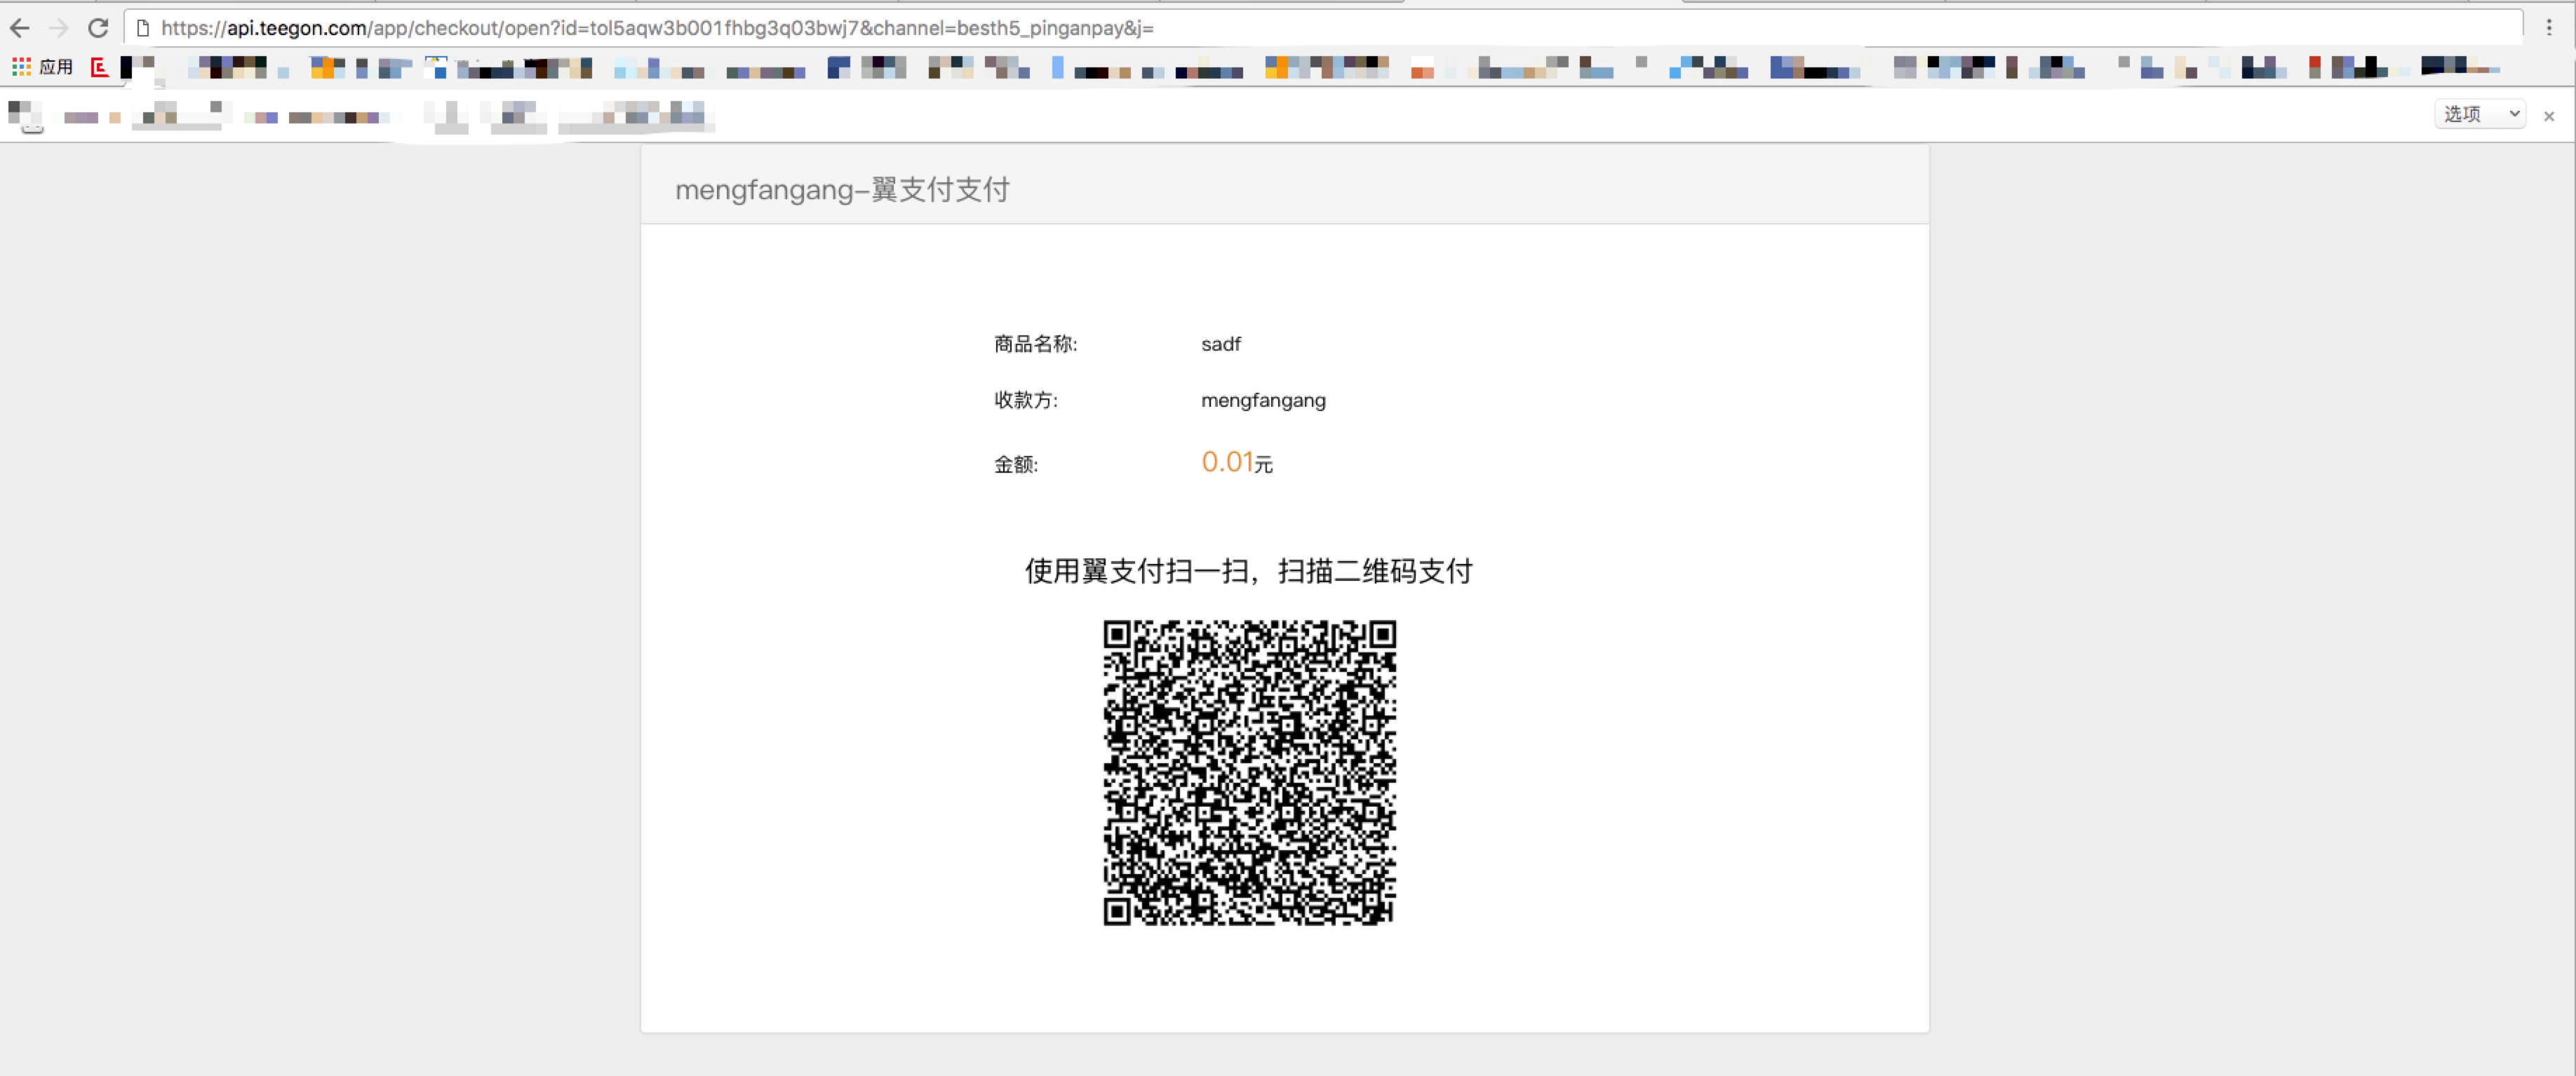 https://api.teegon.com/app/checkout/open?id=tol5aqw3b001fhbg3q03bwj7&channel=besth5_pinganpay&j=
应用
选项
mengfangang-翼支付支付
商品名称: sadf
收款方: mengfangang
金额: 0.01元
使用翼支付扫一扫，扫描二维码支付